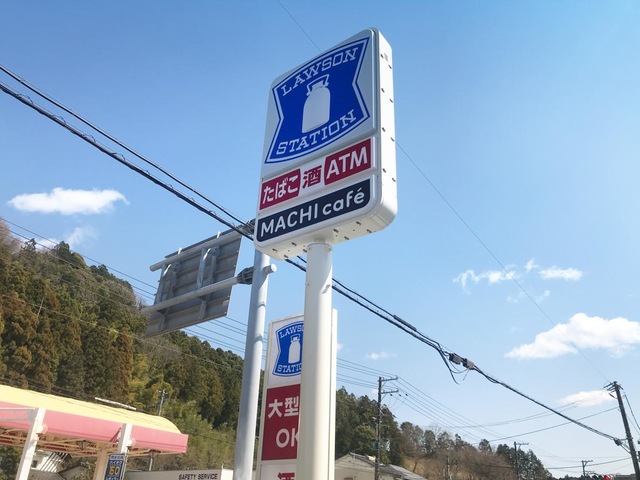 LAWSON
STATION
たばこ 酒 ATM
MACHI café
LAWSON
STATION
大型
OK
SAFETY SERVICE